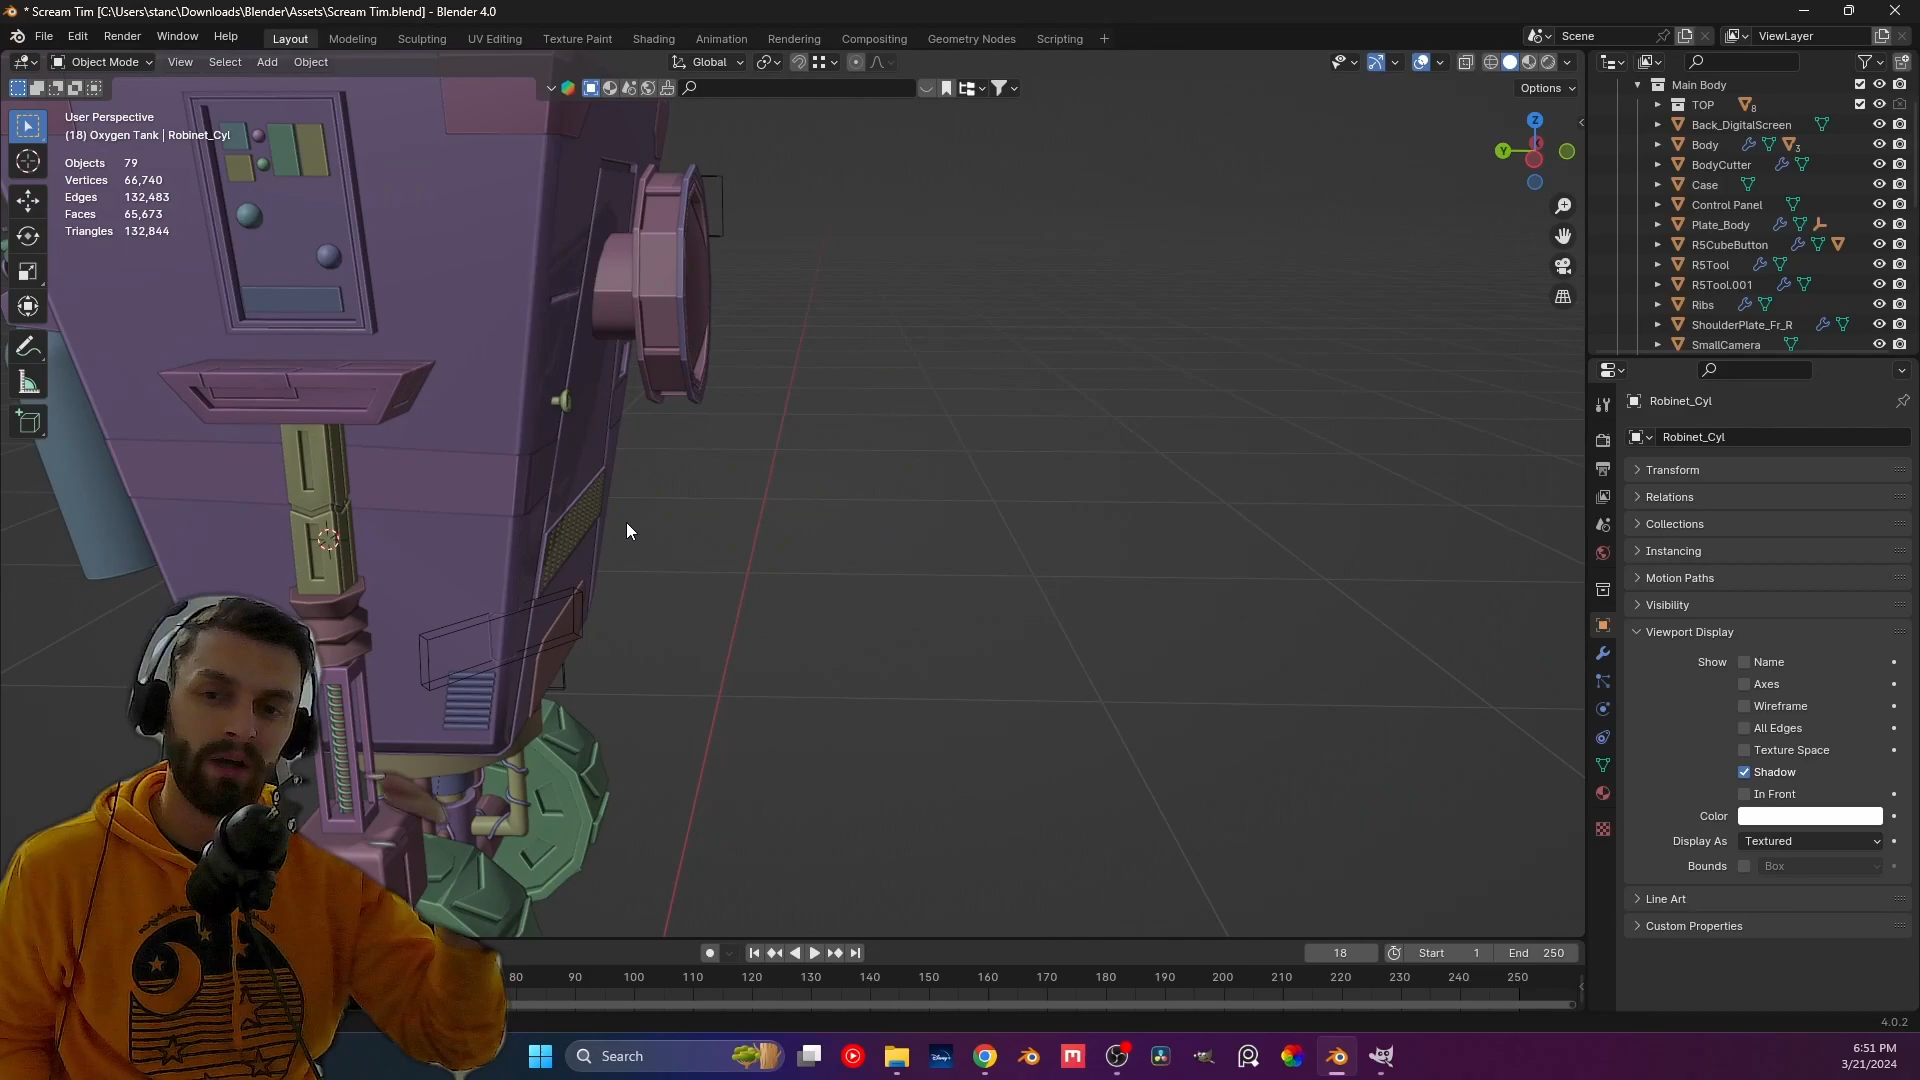 * Scream Tim [C:\Users\stanc\Downloads\Blender\Assets\Scream Tim.blend] - Blender 4.0
File Edit Render Window Help
Layout Modeling Sculpting UV Editing Texture Paint Shading Animation Rendering Compositing Geometry Nodes Scripting +
Scene
ViewLayer
Object Mode View Select Add Object
Global
Options
User Perspective
(18) Oxygen Tank | Robinet_Cyl
Objects 79
Vertices 66,740
Edges 132,483
Faces 65,673
Triangles 132,844
Z
Y
Main Body
TOP 8
Back_DigitalScreen
Body 3
BodyCutter
Case
Control Panel
Plate_Body
R5CubeButton
R5Tool
R5Tool.001
Ribs
ShoulderPlate_Fr_R
SmallCamera
Robinet_Cyl
Robinet_Cyl
Transform
Relations
Collections
Instancing
Motion Paths
Visibility
Viewport Display
Show Name
Axes
Wireframe
All Edges
Texture Space
Shadow
In Front
Color
Display As Textured
Bounds Box
Line Art
Custom Properties
18 Start 1 End 250
80 90 100 110 120 130 140 150 160 170 180 190 200 210 220 230 240 250
4.0.2
Search
Disney+
M
6:51 PM
3/21/2024